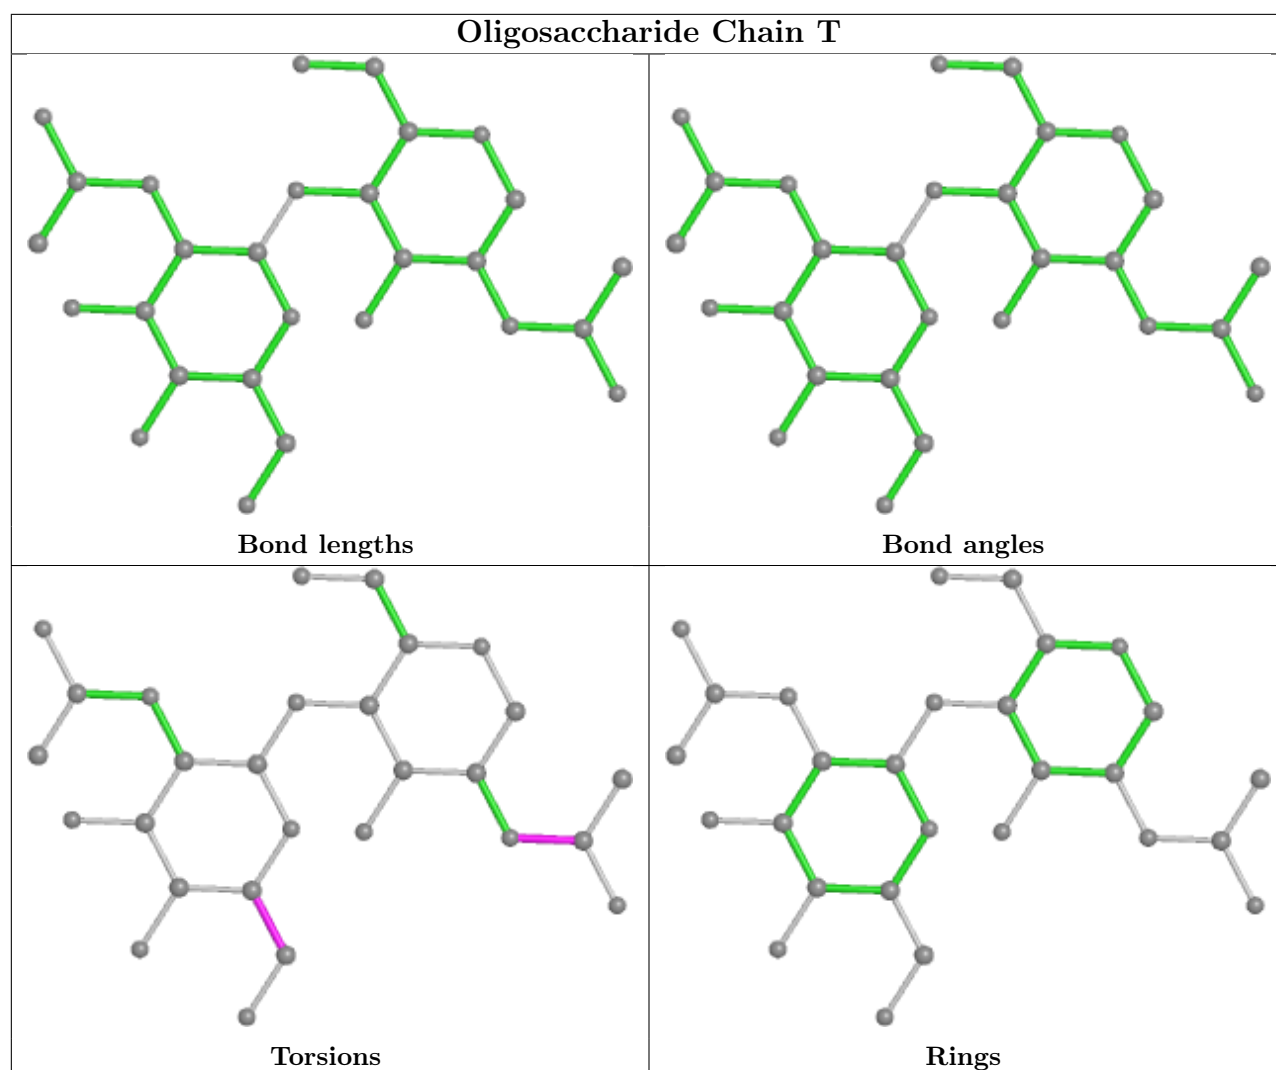 Oligosaccharide Chain T
Bond lengths
Bond angles
Torsions
Rings